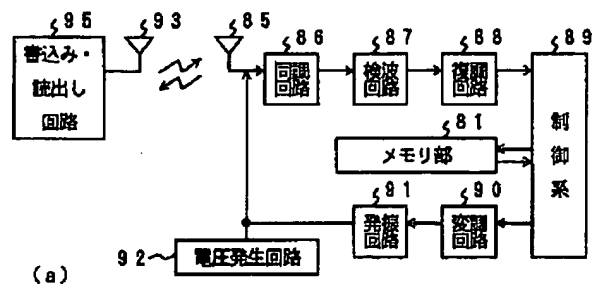 95
93
85
86
87
88
89
書込み・
読出し
回路
同調
回路
検波
回路
復調
回路
制
御
系
81
メモリ部
91
90
発振
回路
変調
回路
92
電圧発生回路
(a)